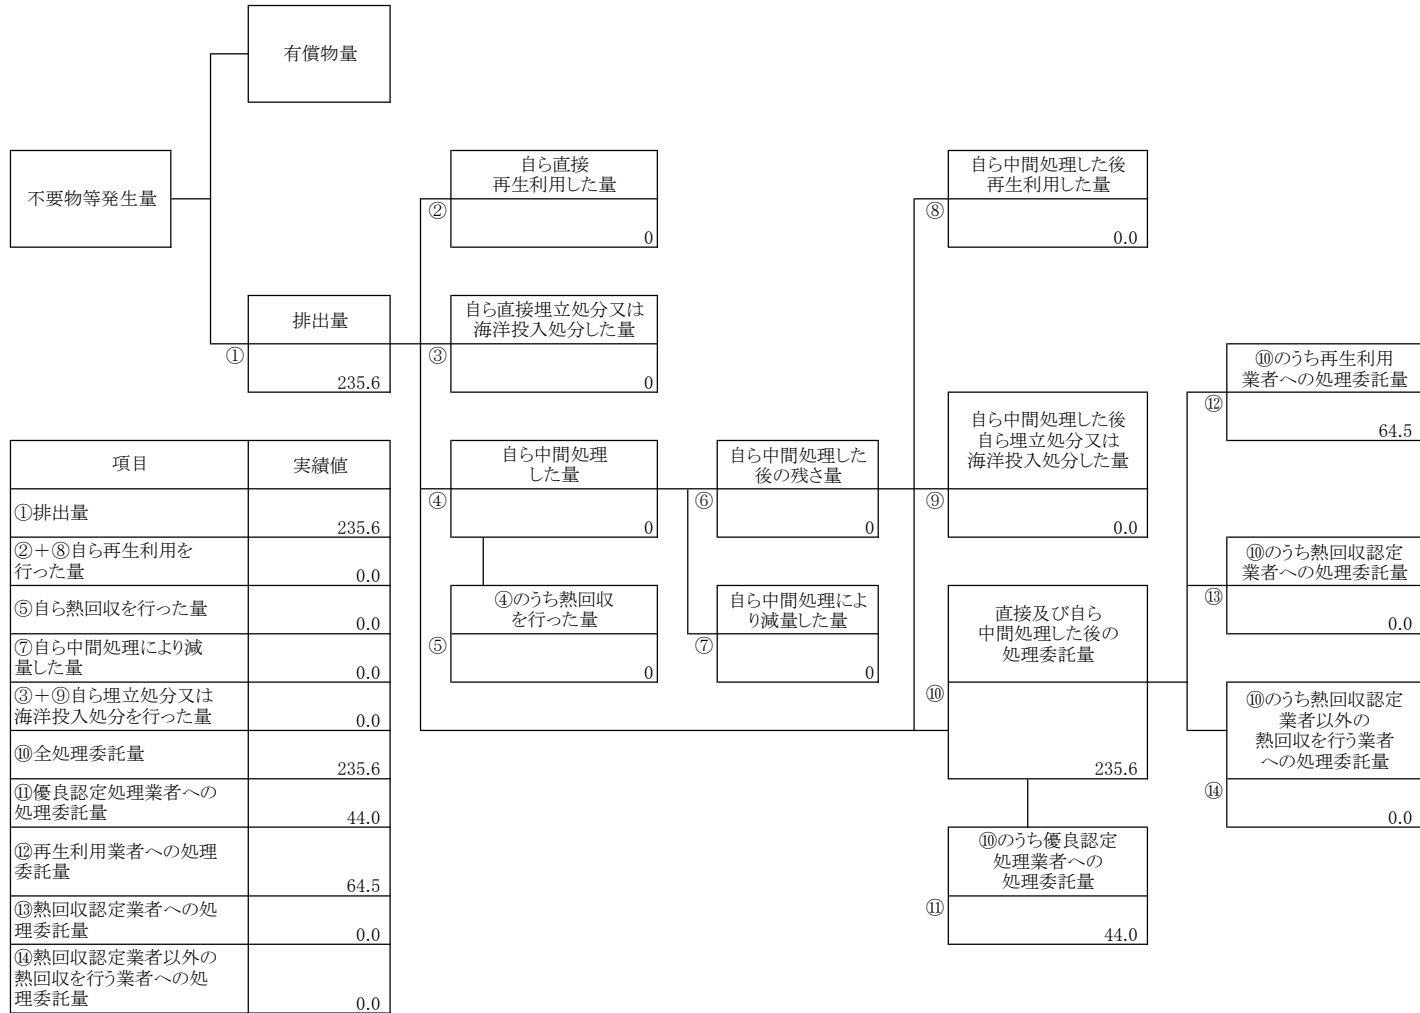 有償物量
不要物等発生量
自ら直接
再生利用した量
②
0
自ら中間処理した後
再生利用した量
⑧
0.0
排出量
①
235.6
自ら直接埋立処分又は
海洋投入処分した量
③
0
⑩のうち再生利用
業者への処理委託量
⑫
64.5
自ら中間処理
した量
④
0
自ら中間処理した
後の残さ量
⑥
0
自ら中間処理した後
自ら埋立処分又は
海洋投入処分した量
⑨
0.0
⑩のうち熱回収認定
業者への処理委託量
⑬
0.0
④のうち熱回収
を行った量
⑤
0
自ら中間処理によ
り減量した量
⑦
0
直接及び自ら
中間処理した後の
処理委託量
⑩
235.6
⑩のうち熱回収認定
業者以外の
熱回収を行う業者
への処理委託量
⑭
0.0
⑩のうち優良認定
処理業者への
処理委託量
⑪
44.0
項目
実績値
①排出量
235.6
②+⑧自ら再生利用を
行った量
0.0
⑤自ら熱回収を行った量
0.0
⑦自ら中間処理により減
量した量
0.0
③+⑨自ら埋立処分又は
海洋投入処分を行った量
0.0
⑩全処理委託量
235.6
⑪優良認定処理業者への
処理委託量
44.0
⑫再生利用業者への処理
委託量
64.5
⑬熱回収認定業者への処
理委託量
0.0
⑭熱回収認定業者以外の
熱回収を行う業者への処
理委託量
0.0